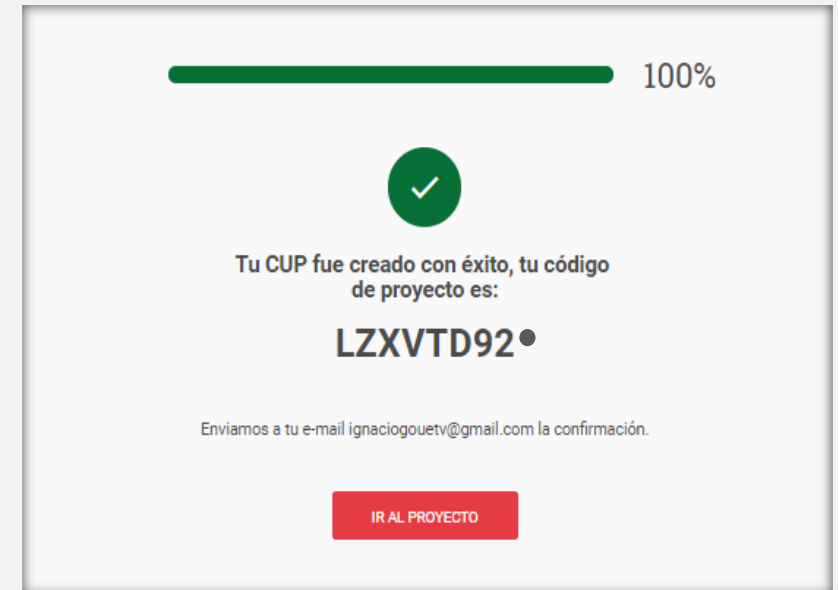 100%
Tu CUP fue creado con éxito, tu código
de proyecto es:
LZXVTD92
Enviamos a tu e-mail ignaciogouetv@gmail.com la confirmación.
IR AL PROYECTO